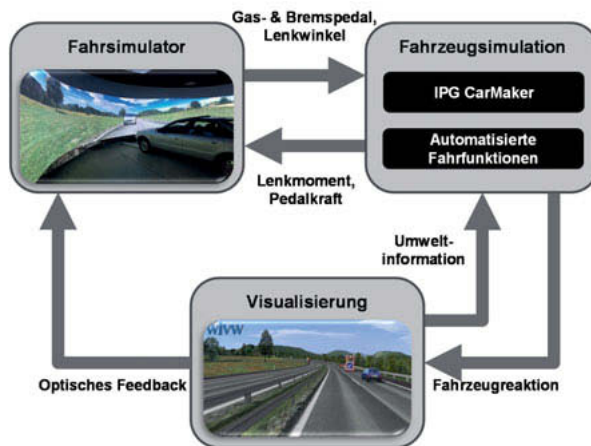 Gas- & Bremspedal,
Lenkwinkel
Fahrsimulator
Fahrzeugsimulation
IPG CarMaker
Automatisierte
Fahrfunktionen
Lenkmoment,
Pedalkraft
Umwelt-
information
Visualisierung
wivw
Optisches Feedback
Fahrzeugreaktion